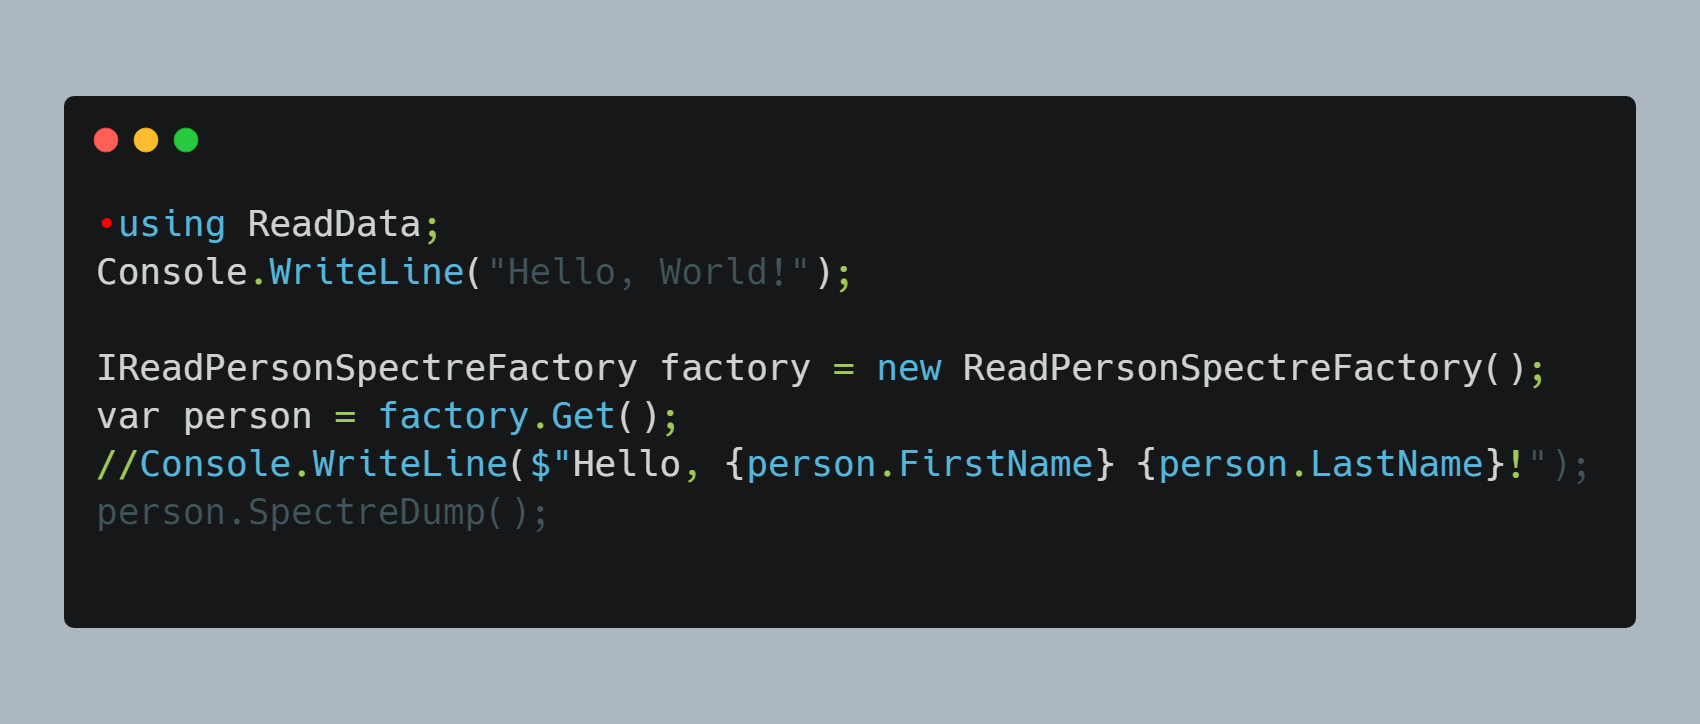 •using ReadData;
Console.WriteLine("Hello, World!");
IReadPersonSpectreFactory factory = new ReadPersonSpectreFactory();
var person = factory.Get();
//Console.WriteLine($"Hello, {person.FirstName} {person.LastName}!");
person.SpectreDump();